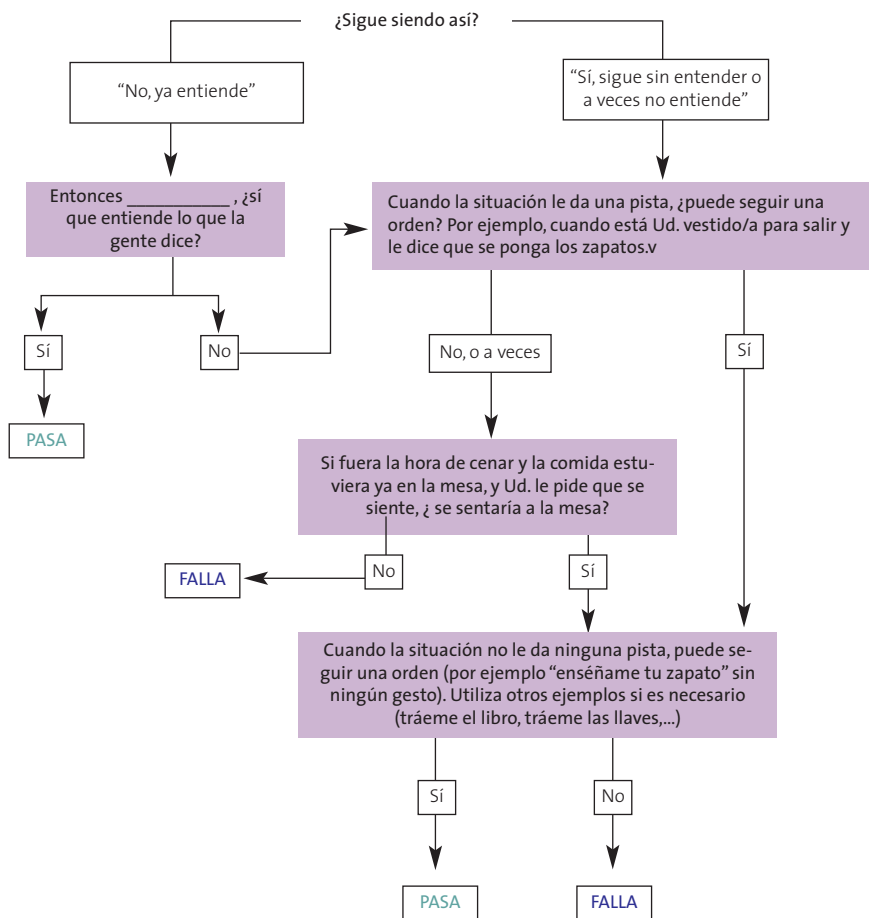 ¿Sigue siendo así?
“No, ya entiende”
“Sí, sigue sin entender o
a veces no entiende”
Entonces ___________ , ¿sí
que entiende lo que la
gente dice?
Cuando la situación le da una pista, ¿puede seguir una
orden? Por ejemplo, cuando está Ud. vestido/a para salir y
le dice que se ponga los zapatos.v
Sí
No
No, o a veces
Sí
PASA
Si fuera la hora de cenar y la comida estu-
viera ya en la mesa, y Ud. le pide que se
siente, ¿ se sentaría a la mesa?
FALLA
No
Sí
Cuando la situación no le da ninguna pista, puede se-
guir una orden (por ejemplo “enséñame tu zapato” sin
ningún gesto). Utiliza otros ejemplos si es necesario
(tráeme el libro, tráeme las llaves,...)
Sí
No
PASA
FALLA